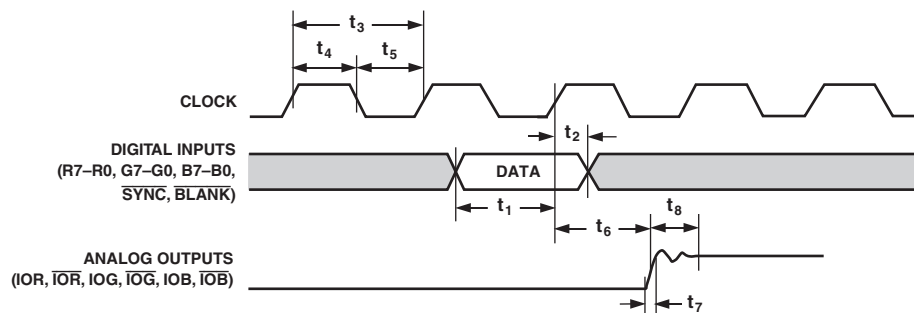 t3
t4 t5
CLOCK
t2
DIGITAL INPUTS
(R7–R0, G7–G0, B7–B0,
SYNC, BLANK)
DATA
t1
t6
t8
ANALOG OUTPUTS
(IOR, IOR, IOG, IOG, IOB, IOB)
t7